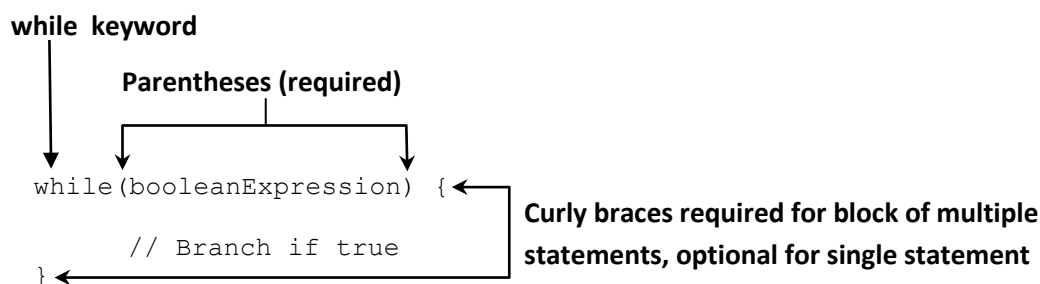 while keyword
Parentheses (required)
while(booleanExpression) {
Curly braces required for block of multiple
// Branch if true
statements, optional for single statement
}